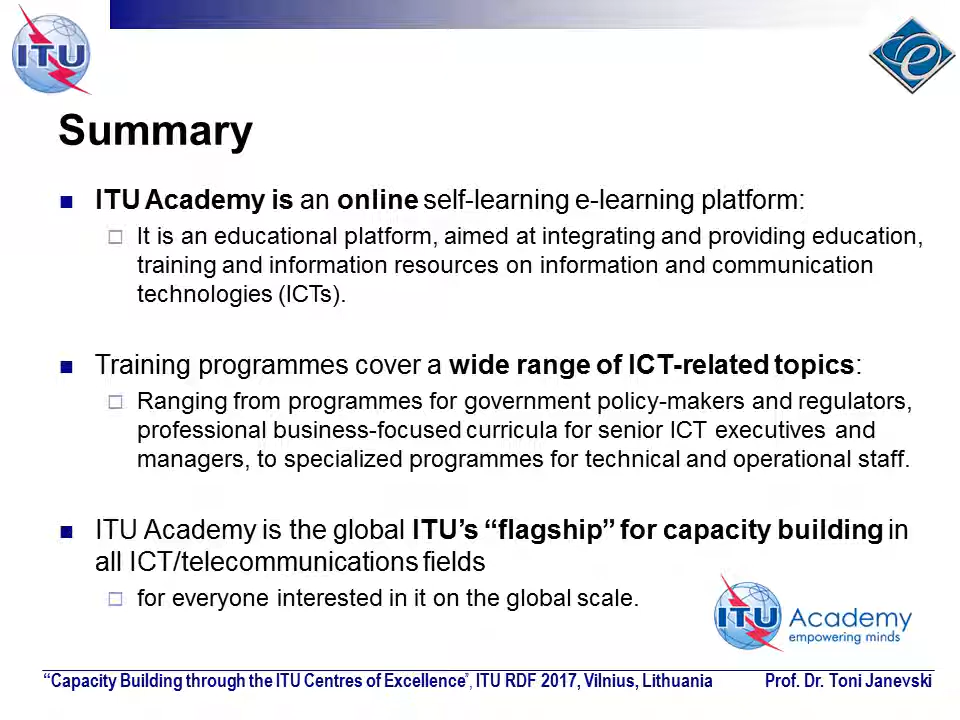 ITU
e
Summary
ITU Academy is an online self-learning e-learning platform:
It is an educational platform, aimed at integrating and providing education,
training and information resources on information and communication
technologies (ICTs).
Training programmes cover a wide range of ICT-related topics:
Ranging from programmes for government policy-makers and regulators,
professional business-focused curricula for senior ICT executives and
managers, to specialized programmes for technical and operational staff.
ITU Academy is the global ITU’s “flagship” for capacity building in
all ICT/telecommunications fields
for everyone interested in it on the global scale.
ITU Academy
empowering minds
“Capacity Building through the ITU Centres of Excellence”, ITU RDF 2017, Vilnius, Lithuania Prof. Dr. Toni Janevski